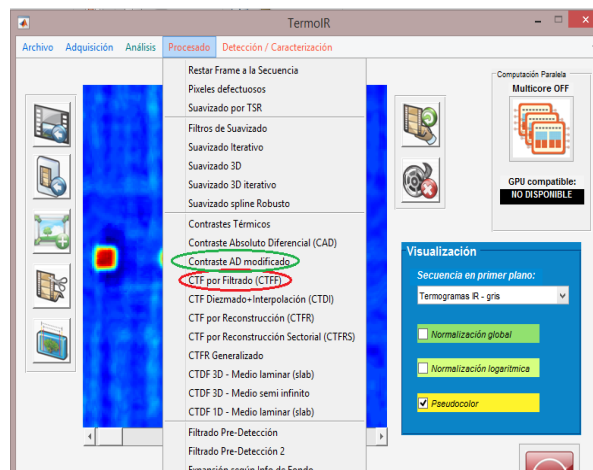 TermoIR
Archivo Adquisición Análisis Procesado Detección / Caracterización
Restar Frame a la Secuencia
Pixeles defectuosos
Suavizado por TSR
Filtros de Suavizado
Suavizado Iterativo
Suavizado 3D
Suavizado 3D iterativo
Suavizado spline Robusto
Contrastes Térmicos
Contraste Absoluto Diferencial (CAD)
Contraste AD modificado
CTF por Filtrado (CTFF)
CTF Diezmado+Interpolación (CTDI)
CTF por Reconstrucción (CTFR)
CTF por Reconstrucción Sectorial (CTFRS)
CTFR Generalizado
CTDF 3D - Medio laminar (slab)
CTDF 3D - Medio semi infinito
CTDF 1D - Medio laminar (slab)
Filtrado Pre-Detección
Filtrado Pre-Detección 2
Expansión según Info de Fondo
Computación Paralela
Multicore OFF
GPU compatible:
NO DISPONIBLE
Visualización
Secuencia en primer plano:
Termogramas IR - gris
Normalización global
Normalización logarítmica
Pseudocolor